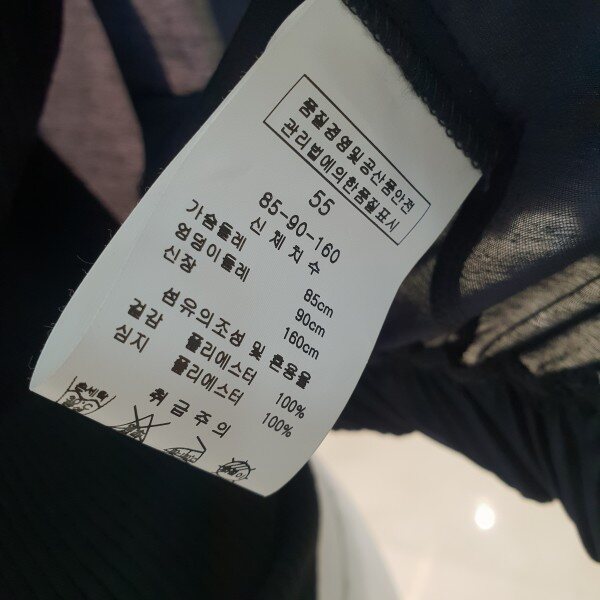 품질경영및공산품안전
관리법에의한품질표시
55
85-90-160
신체치수
가슴둘레 85cm
엉덩이둘레 90cm
신장 160cm
섬유의조성 및 혼용율
겉감 폴리에스터 100%
심지 폴리에스터 100%
취급주의
손세탁